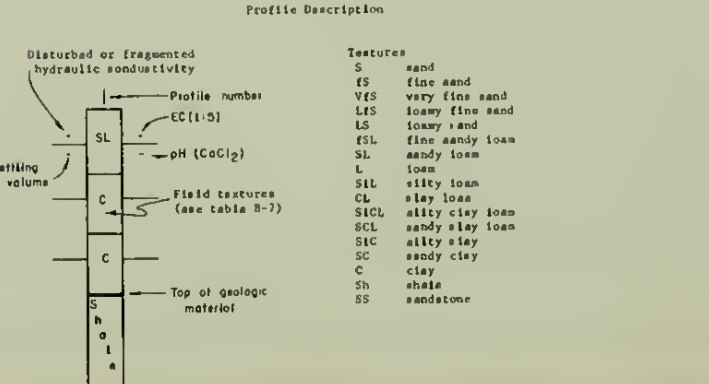 Profile Description
Disturbed or fragmented
hydraulic conductivity
Profile number
EC(1:5)
SL
pH (CaCl2)
settling
volume
C
Field textures
(see table B-7)
C
Top of geologic
material
Shale
Textures
S sand
fS fine sand
VfS very fine sand
LfS loamy fine sand
LS loamy sand
fSL fine sandy loam
SL sandy loam
L loam
SiL silty loam
CL clay loam
SiCL silty clay loam
SCL sandy clay loam
SiC silty clay
SC sandy clay
C clay
Sh shale
SS sandstone